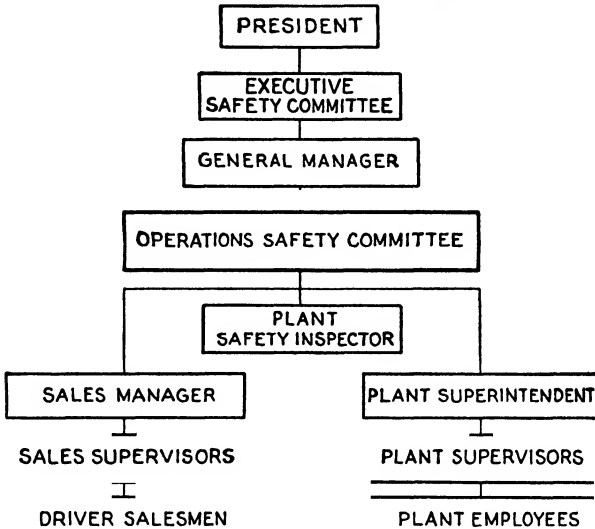 PRESIDENT
EXECUTIVE
SAFETY COMMITTEE
GENERAL MANAGER
OPERATIONS SAFETY COMMITTEE
PLANT
SAFETY INSPECTOR
SALES MANAGER
PLANT SUPERINTENDENT
SALES SUPERVISORS
PLANT SUPERVISORS
DRIVER SALESMEN
PLANT EMPLOYEES